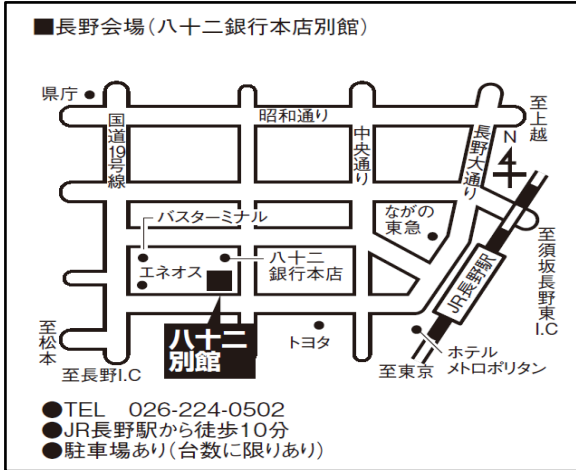 ■長野会場(八十二銀行本店別館)
県庁
昭和通り
国道19号線
中央通り
長野大通り
至上越
N
バスターミナル
ながの
東急
八十二
銀行本店
エネオス
JR長野駅
至須坂長野東I.C
至松本
八十二
別館
トヨタ
ホテル
メトロポリタン
至長野I.C
至東京
●TEL 026-224-0502
●JR長野駅から徒歩10分
●駐車場あり(台数に限りあり)